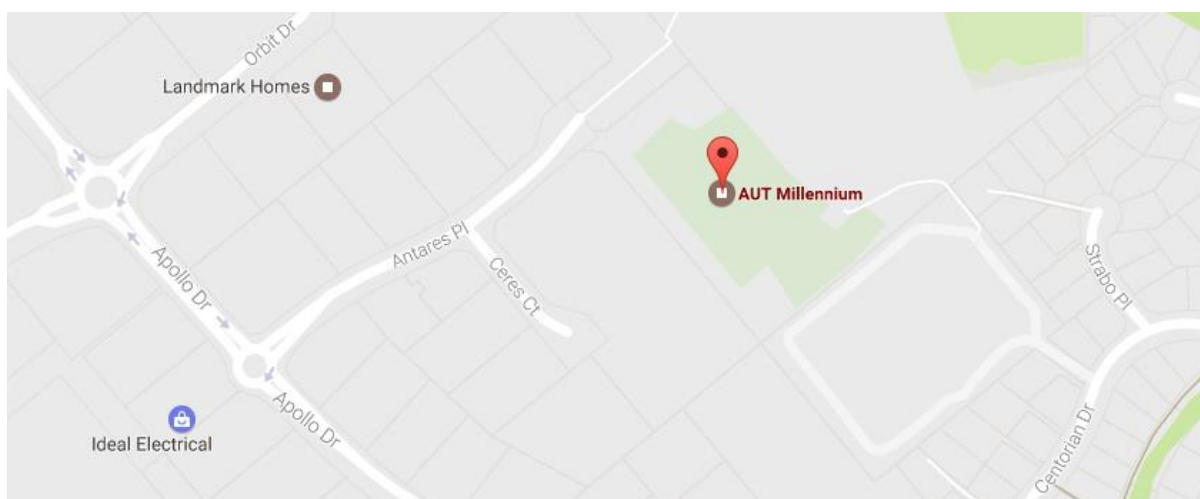 Orbit Dr
Landmark Homes
AUT Millennium
Antares Pl
Apollo Dr
Ceres Ct
Strabo Pl
Apollo Dr
Ideal Electrical
Centorian Dr